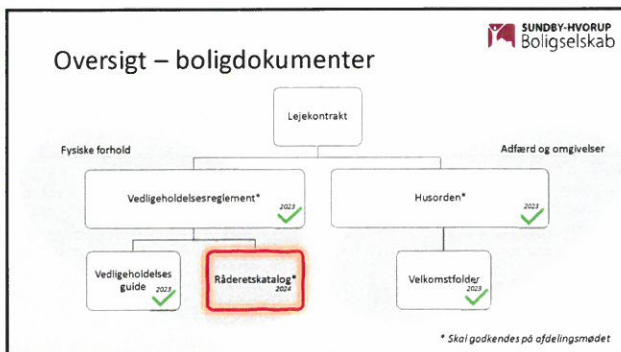 SUNDBY-HVORUP
Boligselskab
Oversigt – boligdokumenter
Lejekontrakt
Fysiske forhold
Adfærd og omgivelser
Vedligeholdelsesreglement*
2023
Husorden*
2023
Vedligeholdelses
guide
2023
Råderetskatalog*
2024
Velkomstfolder
2023
* Skal godkendes på afdelingsmødet